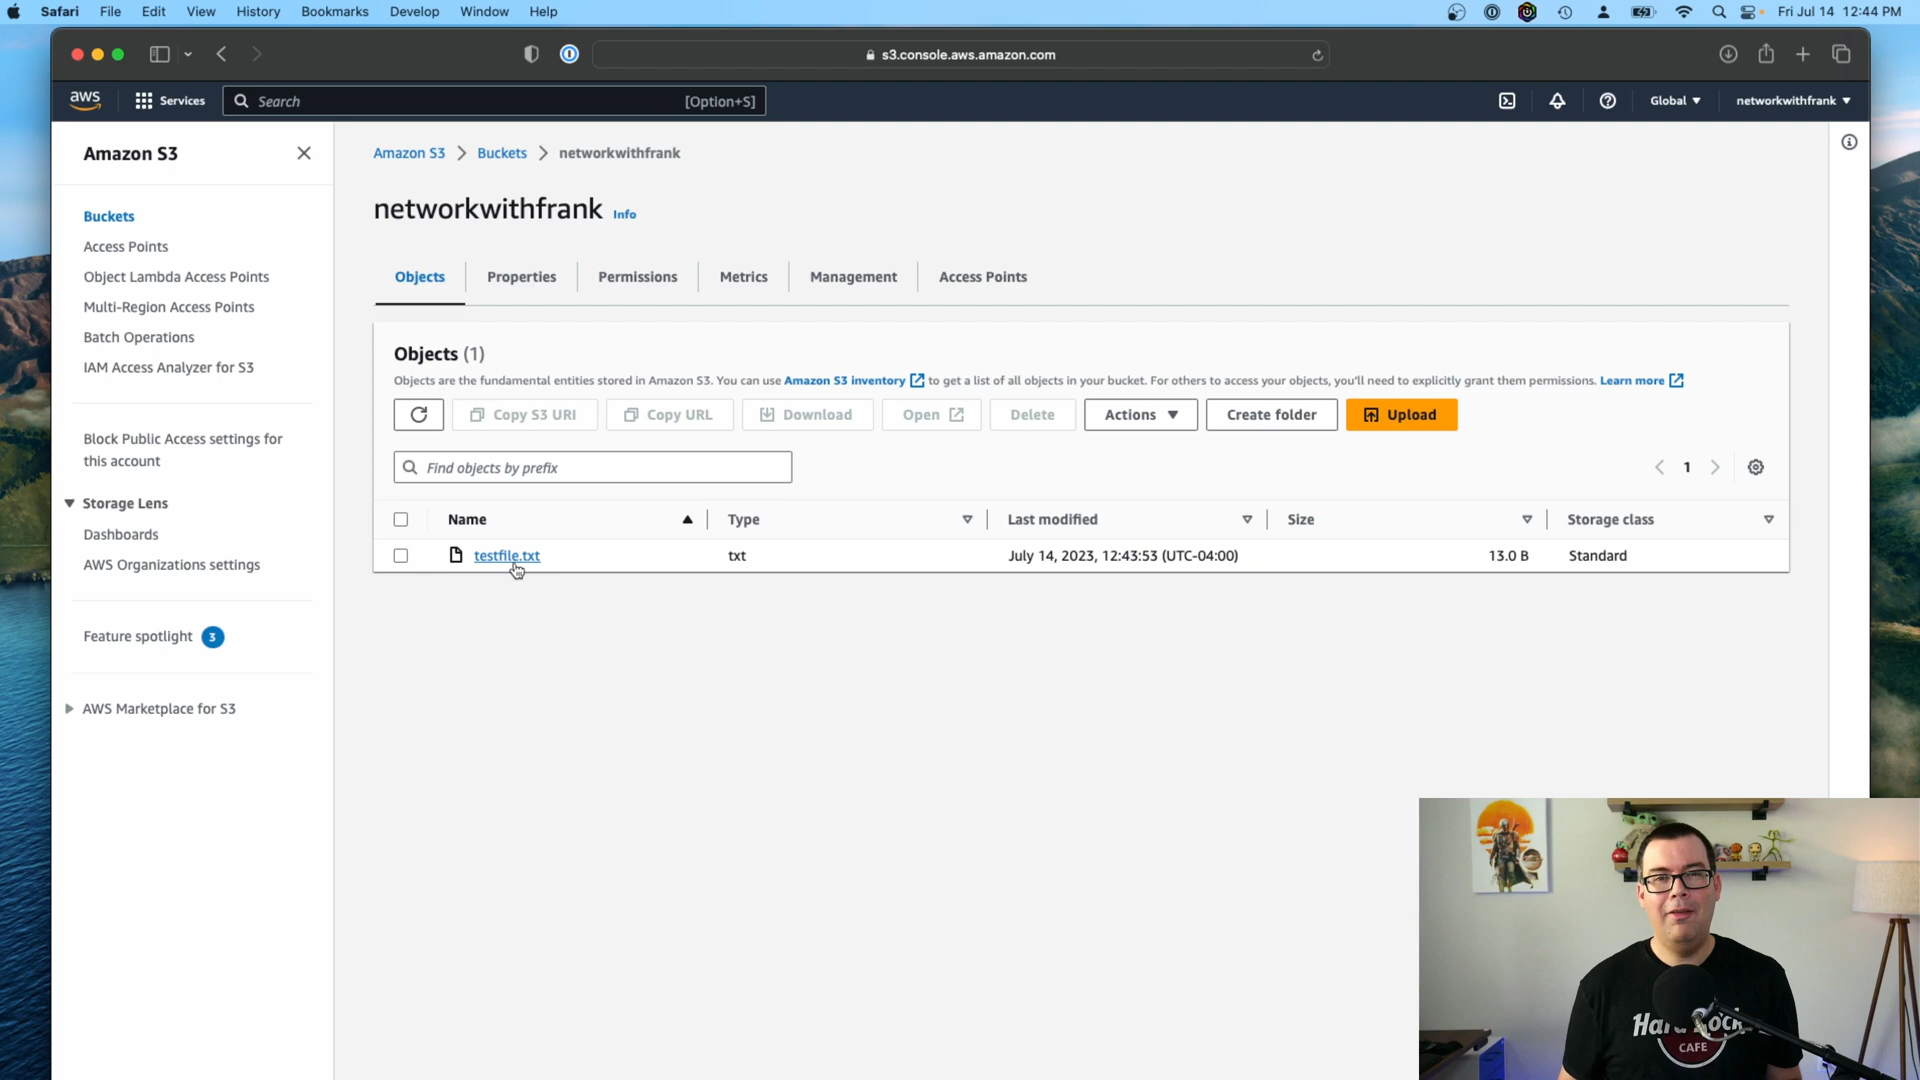 Safari File Edit View History Bookmarks Develop Window Help Fri Jul 14 12:44 PM
s3.console.aws.amazon.com
aws Services Search [Option+S] Global networkwithfrank
Amazon S3
Buckets
Access Points
Object Lambda Access Points
Multi-Region Access Points
Batch Operations
IAM Access Analyzer for S3
Block Public Access settings for
this account
Storage Lens
Dashboards
AWS Organizations settings
Feature spotlight 3
AWS Marketplace for S3
Amazon S3 > Buckets > networkwithfrank
networkwithfrank Info
Objects Properties Permissions Metrics Management Access Points
Objects (1)
Objects are the fundamental entities stored in Amazon S3. You can use Amazon S3 inventory to get a list of all objects in your bucket. For others to access your objects, you'll need to explicitly grant them permissions. Learn more
Copy S3 URI Copy URL Download Open Delete Actions Create folder Upload
Find objects by prefix 1
Name Type Last modified Size Storage class
testfile.txt txt July 14, 2023, 12:43:53 (UTC-04:00) 13.0 B Standard
Hard Rock
CAFE